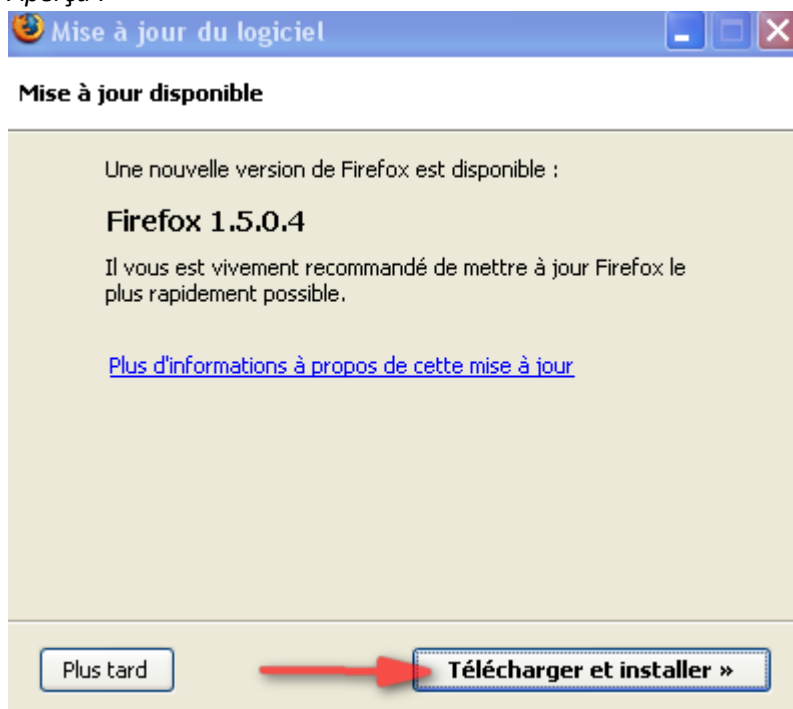 Aperçu :
Mise à jour du logiciel
Mise à jour disponible
Une nouvelle version de Firefox est disponible :
Firefox 1.5.0.4
Il vous est vivement recommandé de mettre à jour Firefox le
plus rapidement possible.
Plus d'informations à propos de cette mise à jour
Plus tard
Télécharger et installer »